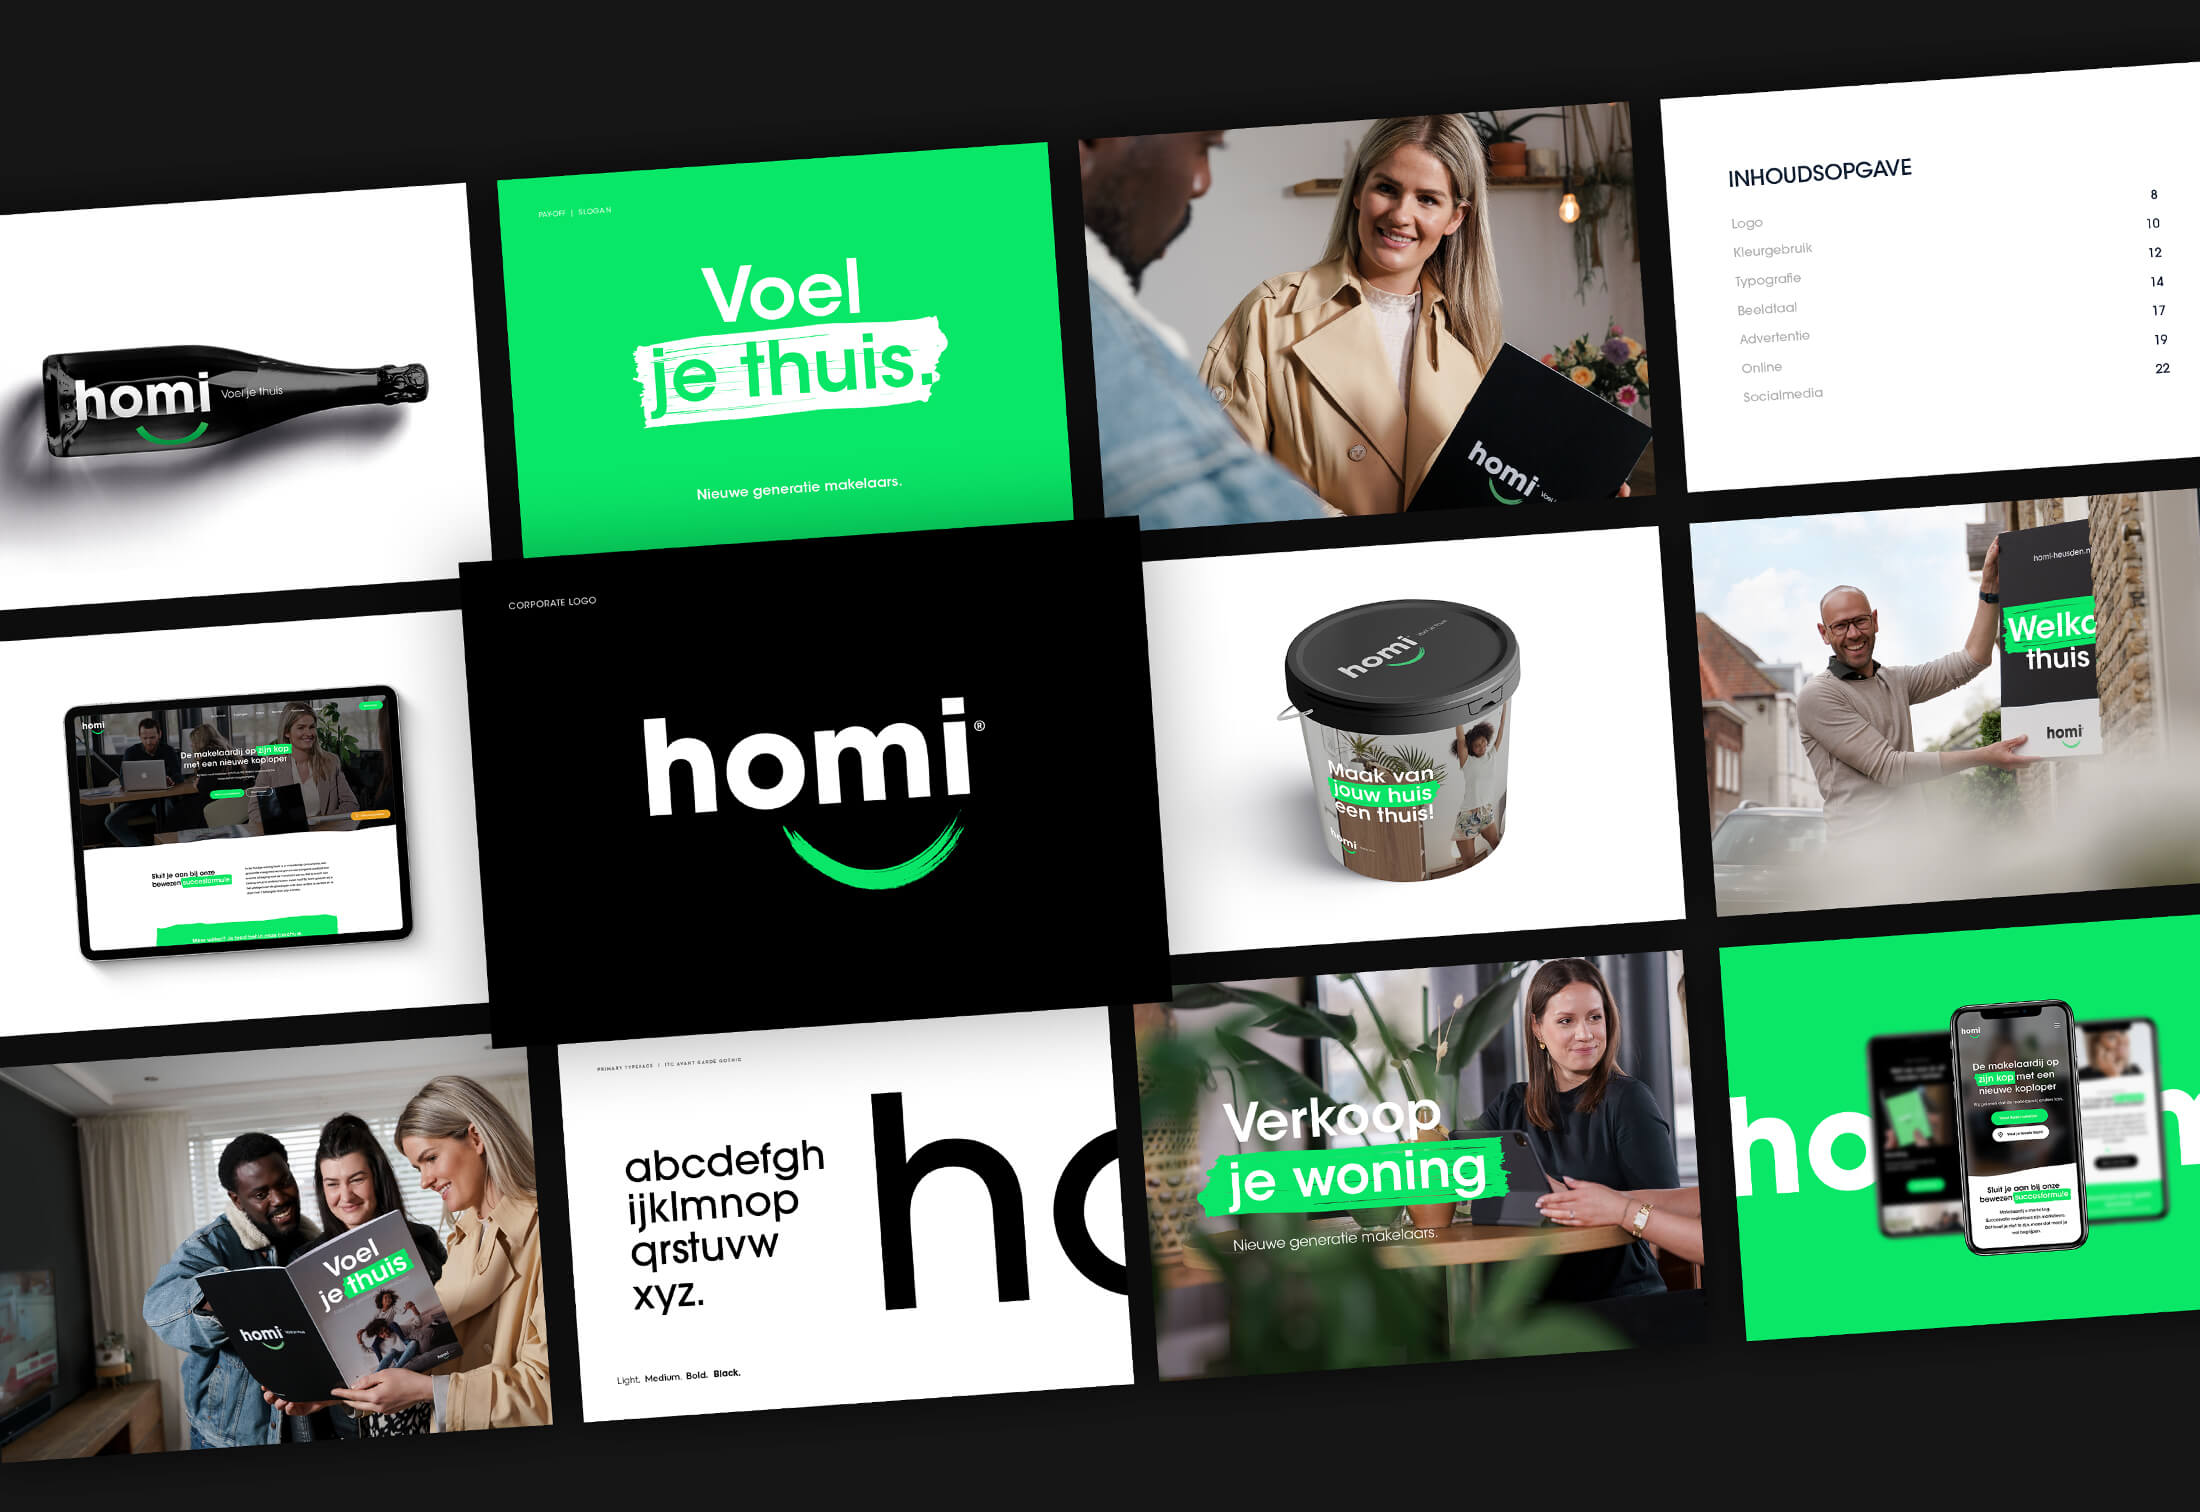 homi Voel je thuis
PAY-OFF | SLOGAN
Voel
je thuis.
Nieuwe generatie makelaars.
homi
INHOUDSOPGAVE
8
Logo 10
Kleurgebruik 12
Typografie 14
Beeldtaal 17
Advertentie 19
Online 22
Socialmedia
homi
De makelaardij op zijn kop
met een nieuwe koploper
Sluit je aan bij onze
bewezen succesformule
CORPORATE LOGO
homi®
homi
Maak van
jouw huis
een thuis!
homi
homi-heusden.n
Welko
thuis
homi
Voel
je thuis
homi
PRIMARY TYPEFACE | ITC AVANT GARDE GOTHIC
abcdefgh
ijklmnop
qrstuvw
xyz.
ho
Light. Medium. Bold. Black.
Verkoop
je woning
Nieuwe generatie makelaars.
ho
homi
De makelaardij op
zijn kop met een
nieuwe koploper
Sluit je aan bij onze
bewezen succesformule
m